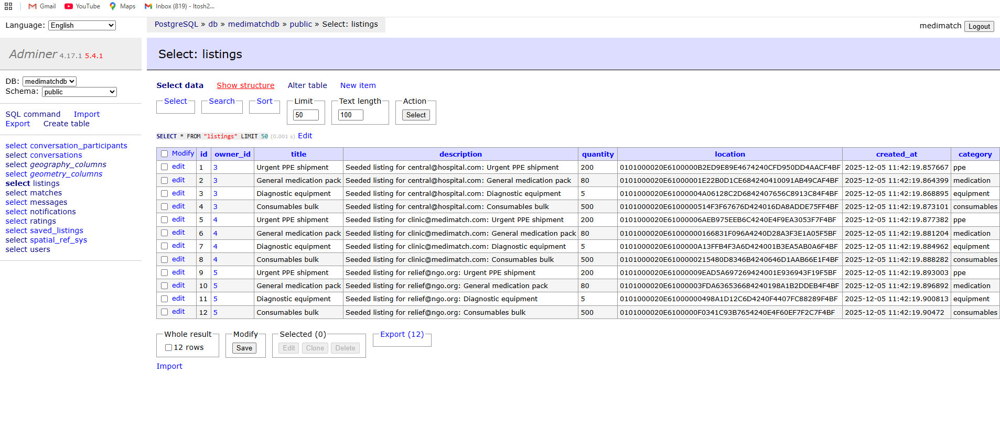 Gmail YouTube Maps Inbox (819) - ltosh2...
Language: English
PostgreSQL » db » medimatchdb » public » Select: listings
medimatch Logout
Adminer 4.17.1 5.4.1
Select: listings
DB: medimatchdb
Schema: public
SQL command Import
Export Create table
select conversation_participants
select conversations
select geography_columns
select geometry_columns
select listings
select matches
select messages
select notifications
select ratings
select saved_listings
select spatial_ref_sys
select users
Select data Show structure Alter table New item
Select Search Sort Limit Text length Action
50 100 Select
SELECT * FROM "listings" LIMIT 50 (0.001 s) Edit
Modify id owner_id title description quantity location created_at category
edit 1 3 Urgent PPE shipment Seeded listing for central@hospital.com: Urgent PPE shipment 200 0101000020E6100000B2ED9E89E4674240CFD950DD4AACF4BF 2025-12-05 11:42:19.857667 ppe
edit 2 3 General medication pack Seeded listing for central@hospital.com: General medication pack 80 0101000020E61000001E22B0D1CE684240410091AB49CAF4BF 2025-12-05 11:42:19.864399 medication
edit 3 3 Diagnostic equipment Seeded listing for central@hospital.com: Diagnostic equipment 5 0101000020E61000004A06128C2D6842407656C8913C84F4BF 2025-12-05 11:42:19.868895 equipment
edit 4 3 Consumables bulk Seeded listing for central@hospital.com: Consumables bulk 500 0101000020E6100000514F3F67676D424016DA8ADDE75FF4BF 2025-12-05 11:42:19.873101 consumables
edit 5 4 Urgent PPE shipment Seeded listing for clinic@medimatch.com: Urgent PPE shipment 200 0101000020E61000006AEB975EEB6C4240E4F9EA3053F7F4BF 2025-12-05 11:42:19.877382 ppe
edit 6 4 General medication pack Seeded listing for clinic@medimatch.com: General medication pack 80 0101000020E61000000166831F096A4240D28A3F3E1A05F5BF 2025-12-05 11:42:19.881204 medication
edit 7 4 Diagnostic equipment Seeded listing for clinic@medimatch.com: Diagnostic equipment 5 0101000020E6100000A13FFB4F3A6D424001B3EA5AB0A6F4BF 2025-12-05 11:42:19.884962 equipment
edit 8 4 Consumables bulk Seeded listing for clinic@medimatch.com: Consumables bulk 500 0101000020E6100000215480D8346B4240646D1AAB66E1F4BF 2025-12-05 11:42:19.888282 consumables
edit 9 5 Urgent PPE shipment Seeded listing for relief@ngo.org: Urgent PPE shipment 200 0101000020E61000009EAD5A697269424001E936943F19F5BF 2025-12-05 11:42:19.893003 ppe
edit 10 5 General medication pack Seeded listing for relief@ngo.org: General medication pack 80 0101000020E61000003FDA636536684240198A1B2DDEB4F4BF 2025-12-05 11:42:19.896892 medication
edit 11 5 Diagnostic equipment Seeded listing for relief@ngo.org: Diagnostic equipment 5 0101000020E61000000498A1D12C6D4240F4407FC88289F4BF 2025-12-05 11:42:19.900813 equipment
edit 12 5 Consumables bulk Seeded listing for relief@ngo.org: Consumables bulk 500 0101000020E6100000F0341C93B7654240E4F60EF7F2C7F4BF 2025-12-05 11:42:19.90472 consumables
Whole result Modify Selected (0) Export (12)
12 rows Save Edit Clone Delete
Import